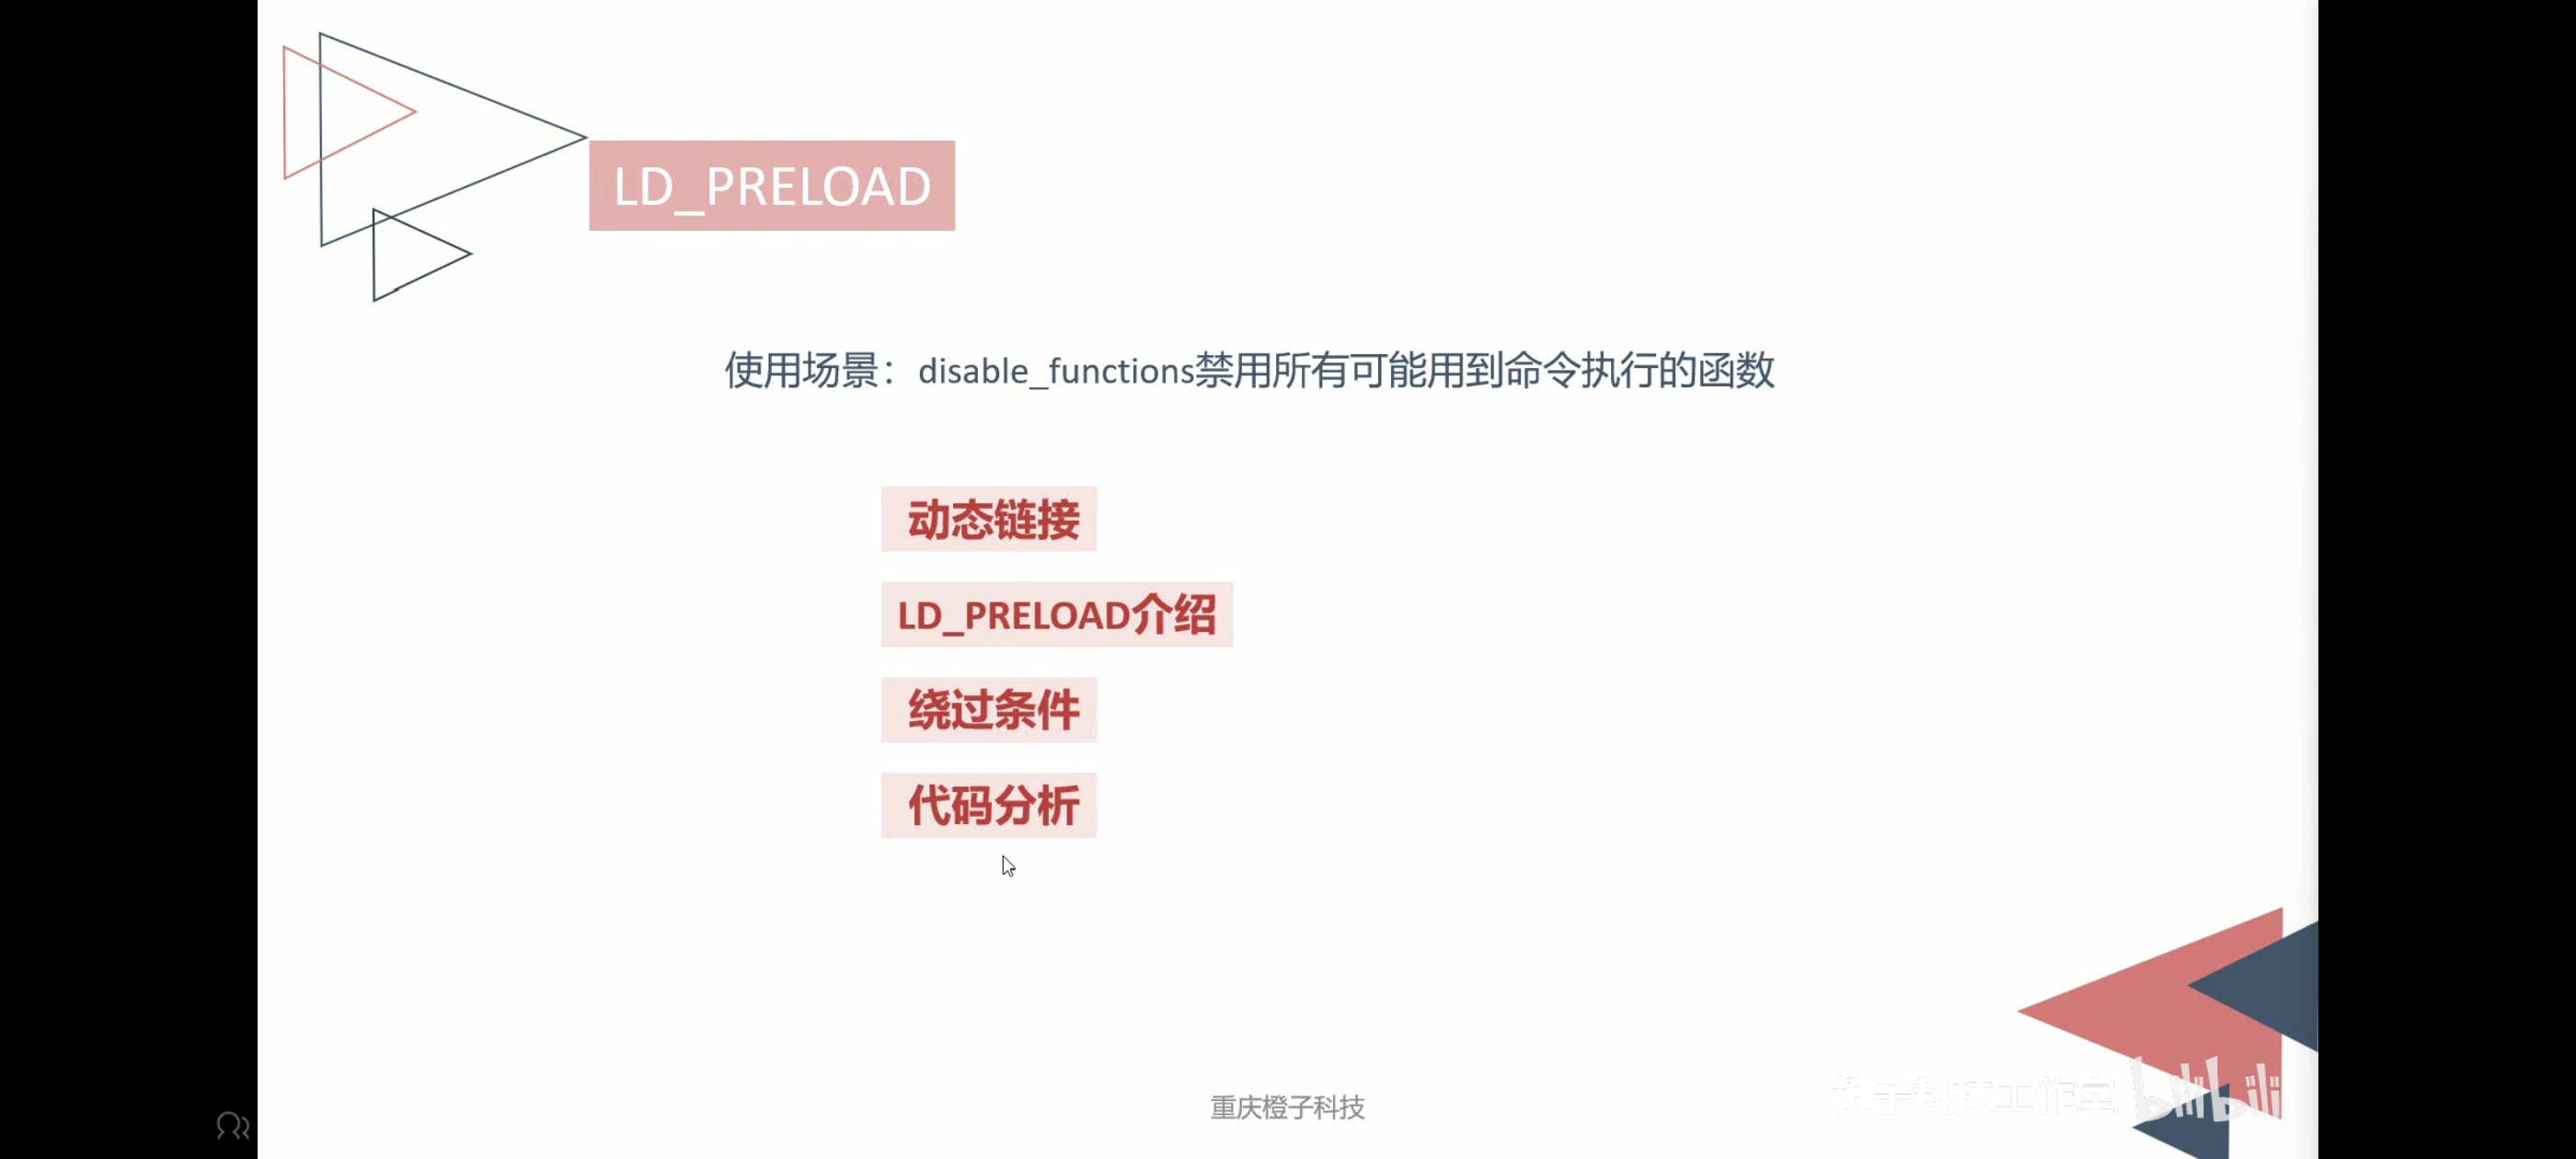 LD_PRELOAD
使用场景：disable_functions禁用所有可能用到命令执行的函数
动态链接
LD_PRELOAD介绍
绕过条件
代码分析
重庆橙子科技
橙子科技工作室 bilibili